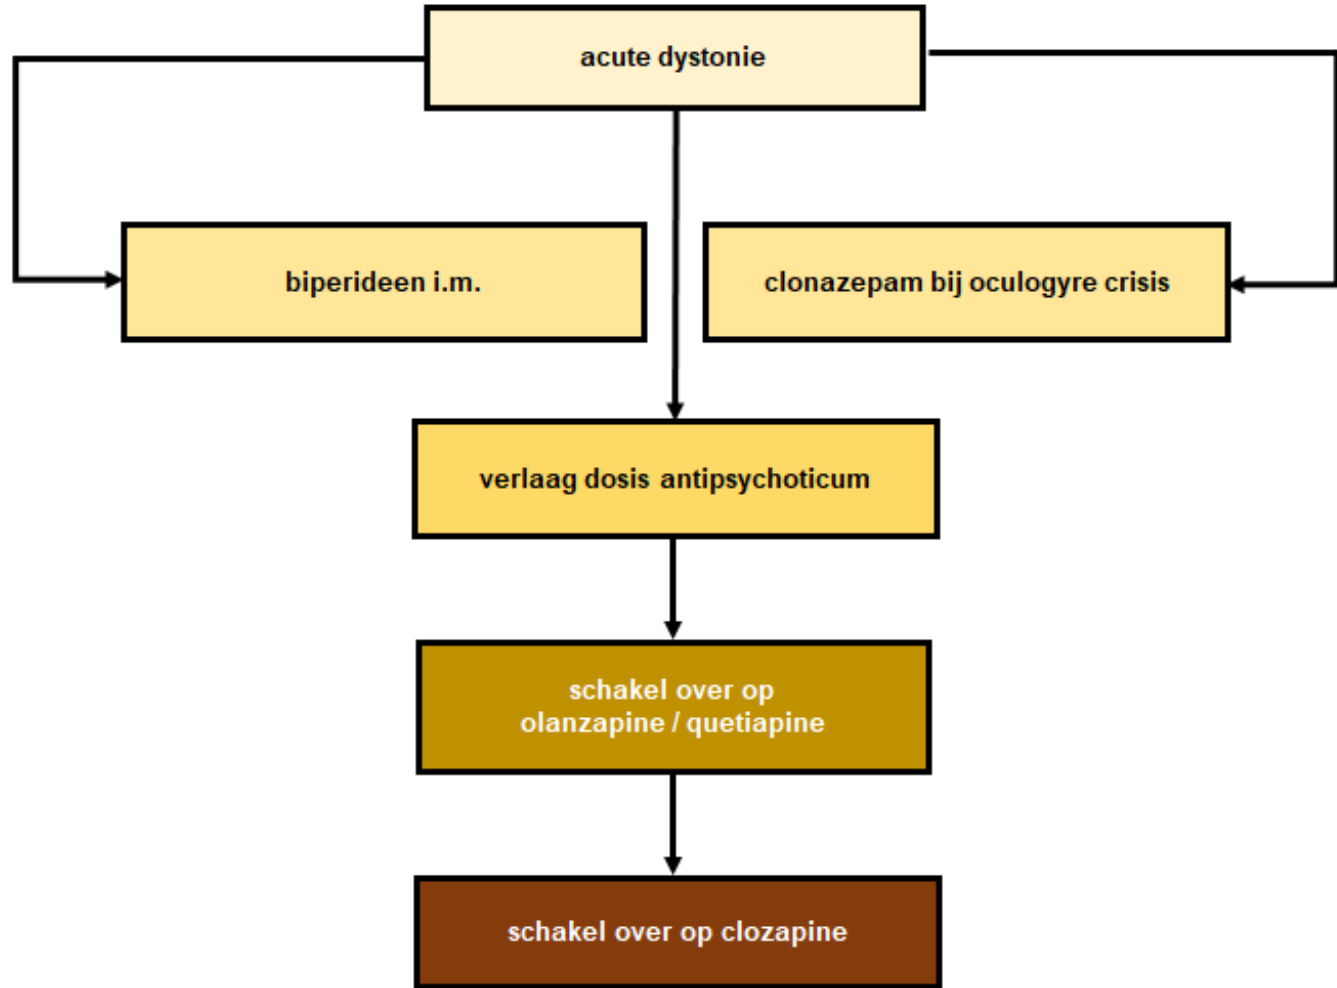 acute dystonie
biperideen i.m.
clonazepam bij oculogyre crisis
verlaag dosis antipsychoticum
schakel over op
olanzapine / quetiapine
schakel over op clozapine